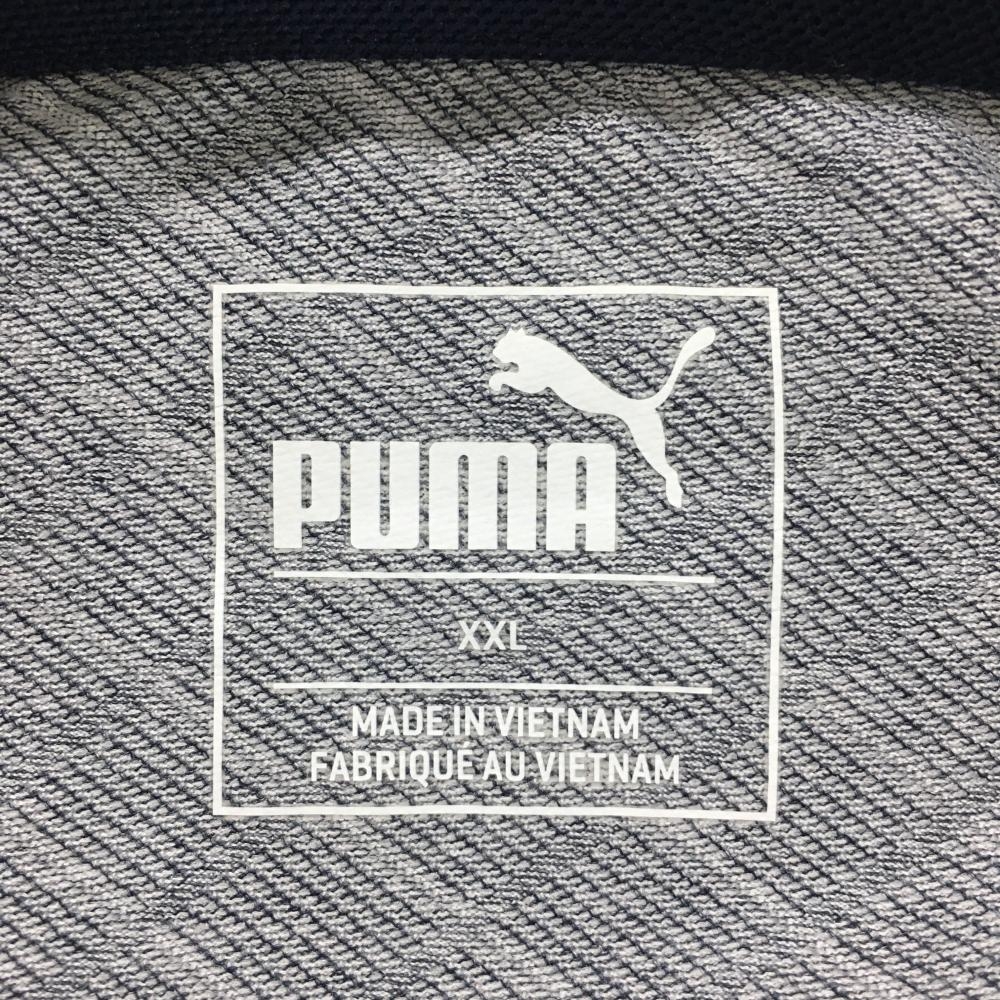 PUMA
XXL
MADE IN VIETNAM
FABRIQUÉ AU VIETNAM